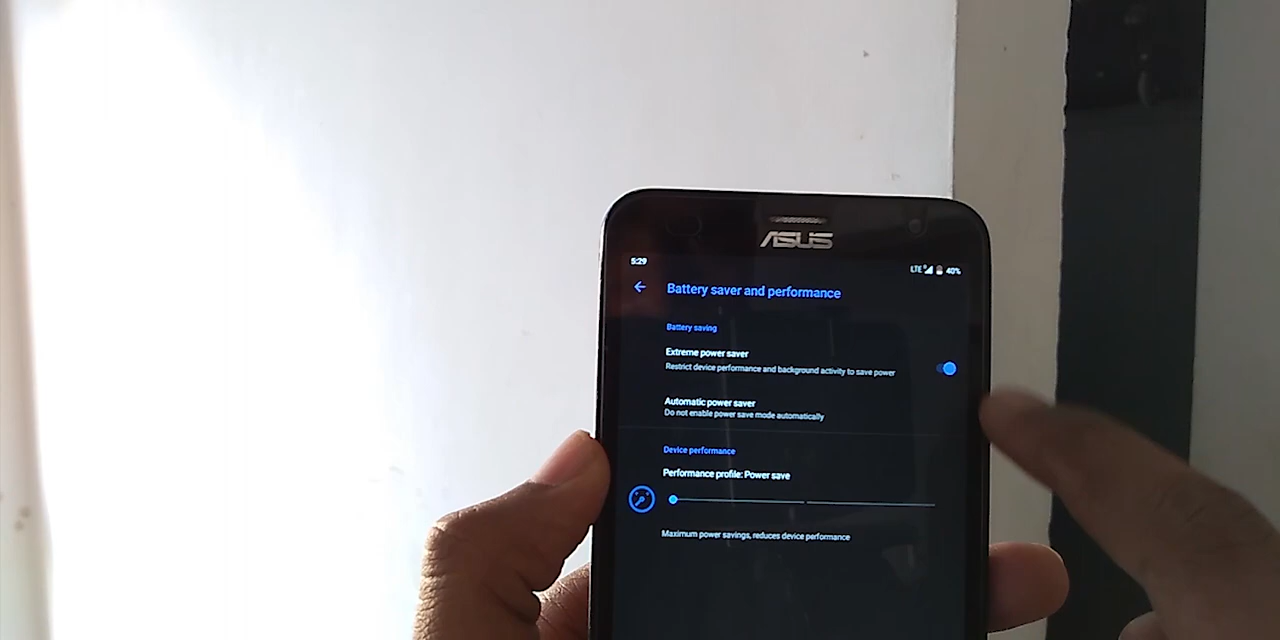 ASUS
5:29
LTE 40%
Battery saver and performance
Battery saving
Extreme power saver
Restrict device performance and background activity to save power
Automatic power saver
Do not enable power save mode automatically
Device performance
Performance profile: Power save
Maximum power savings, reduces device performance